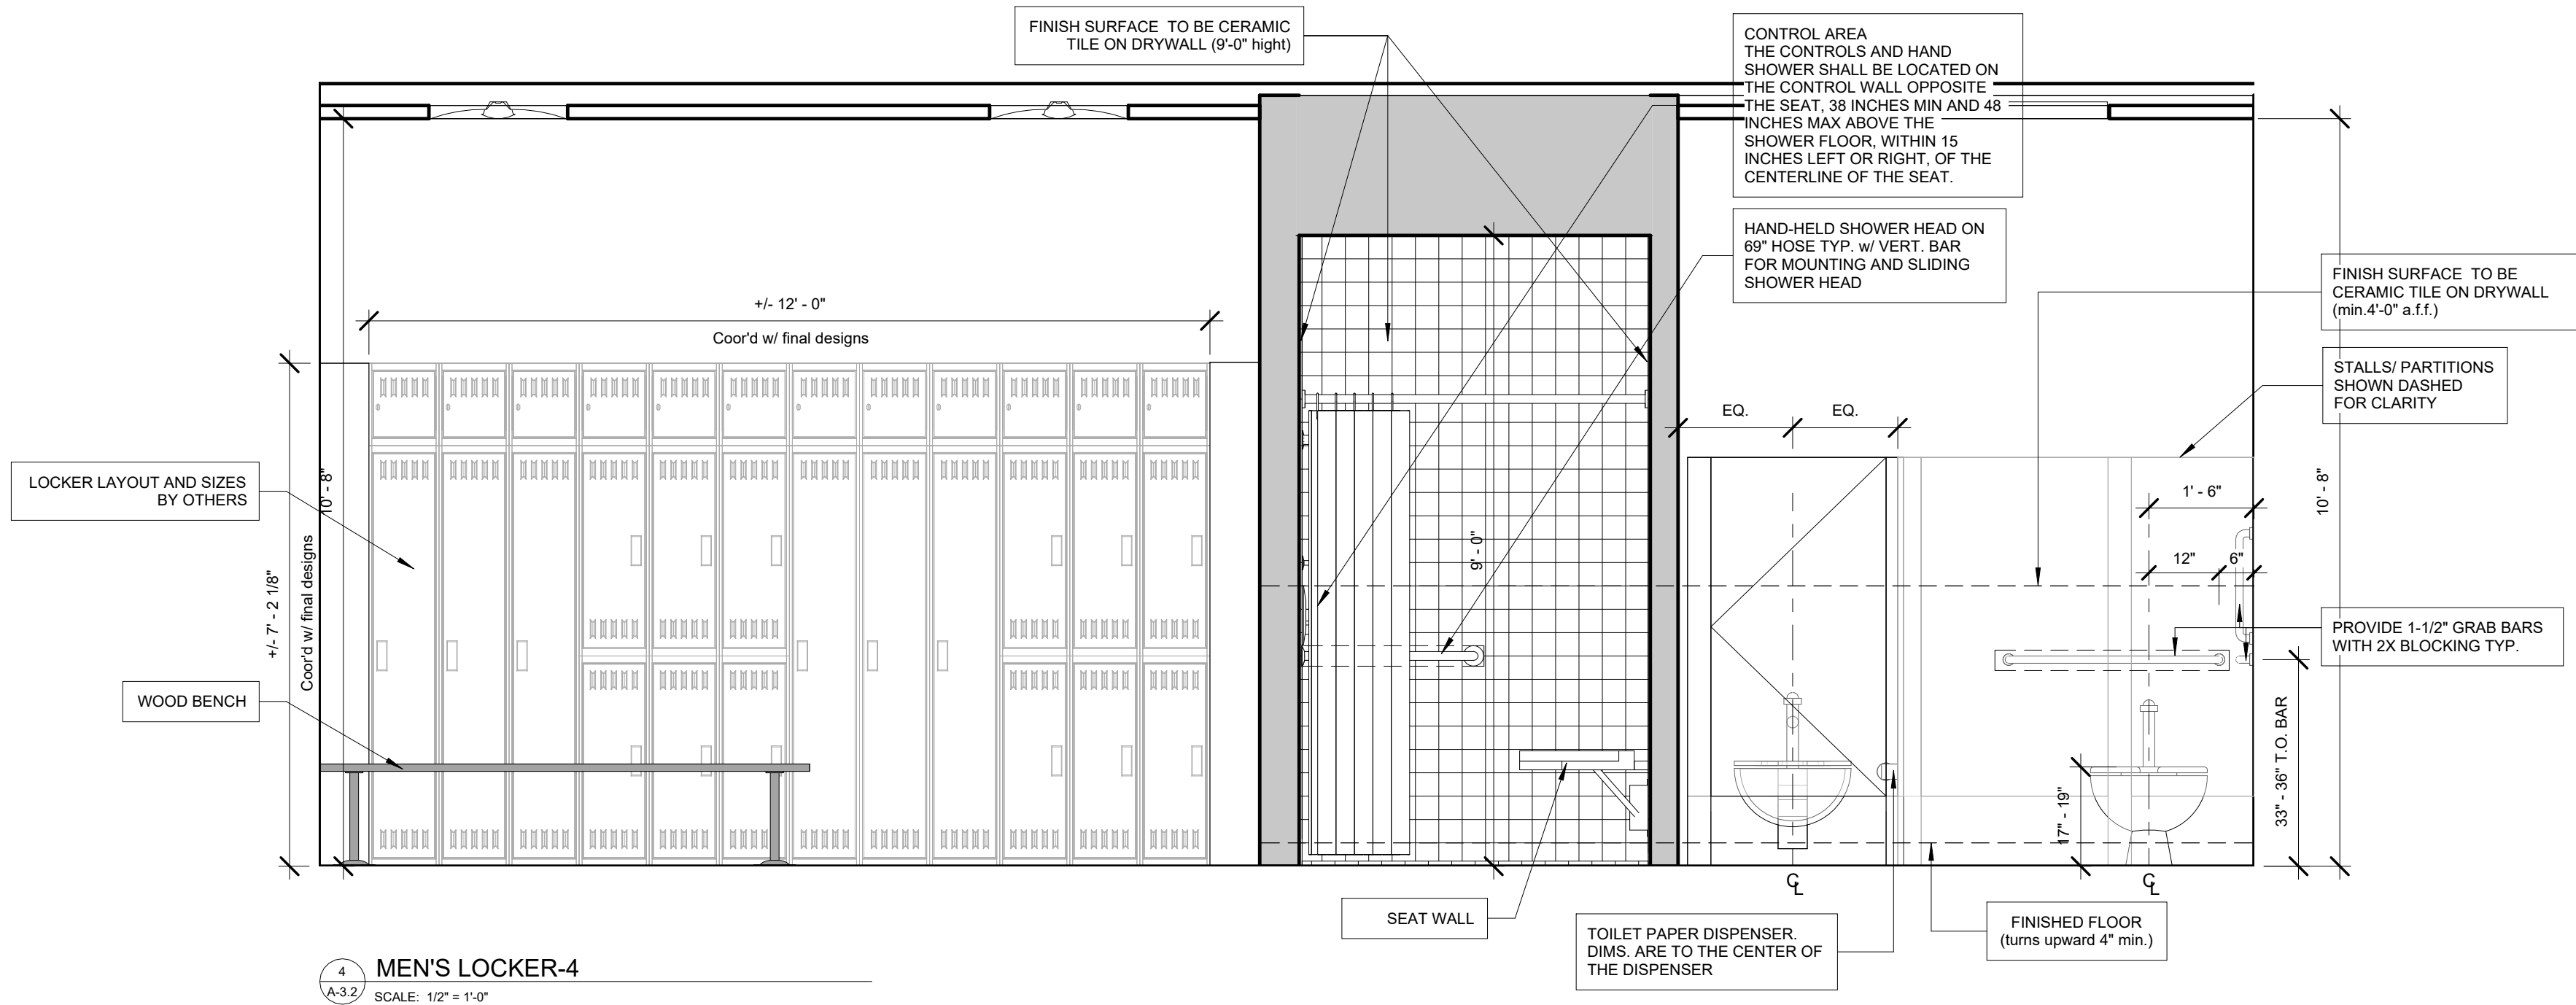 FINISH SURFACE TO BE CERAMIC
TILE ON DRYWALL (9'-0" hight)
CONTROL AREA
THE CONTROLS AND HAND
SHOWER SHALL BE LOCATED ON
THE CONTROL WALL OPPOSITE
THE SEAT, 38 INCHES MIN AND 48
INCHES MAX ABOVE THE
SHOWER FLOOR, WITHIN 15
INCHES LEFT OR RIGHT, OF THE
CENTERLINE OF THE SEAT.
HAND-HELD SHOWER HEAD ON
69" HOSE TYP. w/ VERT. BAR
FOR MOUNTING AND SLIDING
SHOWER HEAD
FINISH SURFACE TO BE
CERAMIC TILE ON DRYWALL
(min.4'-0" a.f.f.)
STALLS/ PARTITIONS
SHOWN DASHED
FOR CLARITY
+/- 12' - 0"
Coor'd w/ final designs
EQ.
EQ.
LOCKER LAYOUT AND SIZES
BY OTHERS
10' - 8"
+/- 7' - 2 1/8"
Coor'd w/ final designs
9' - 0"
1' - 6"
12"
6"
10' - 8"
PROVIDE 1-1/2" GRAB BARS
WITH 2X BLOCKING TYP.
WOOD BENCH
17" - 19"
33" - 36" T.O. BAR
CL
CL
SEAT WALL
TOILET PAPER DISPENSER.
DIMS. ARE TO THE CENTER OF
THE DISPENSER
FINISHED FLOOR
(turns upward 4" min.)
4
A-3.2
MEN'S LOCKER-4
SCALE: 1/2" = 1'-0"